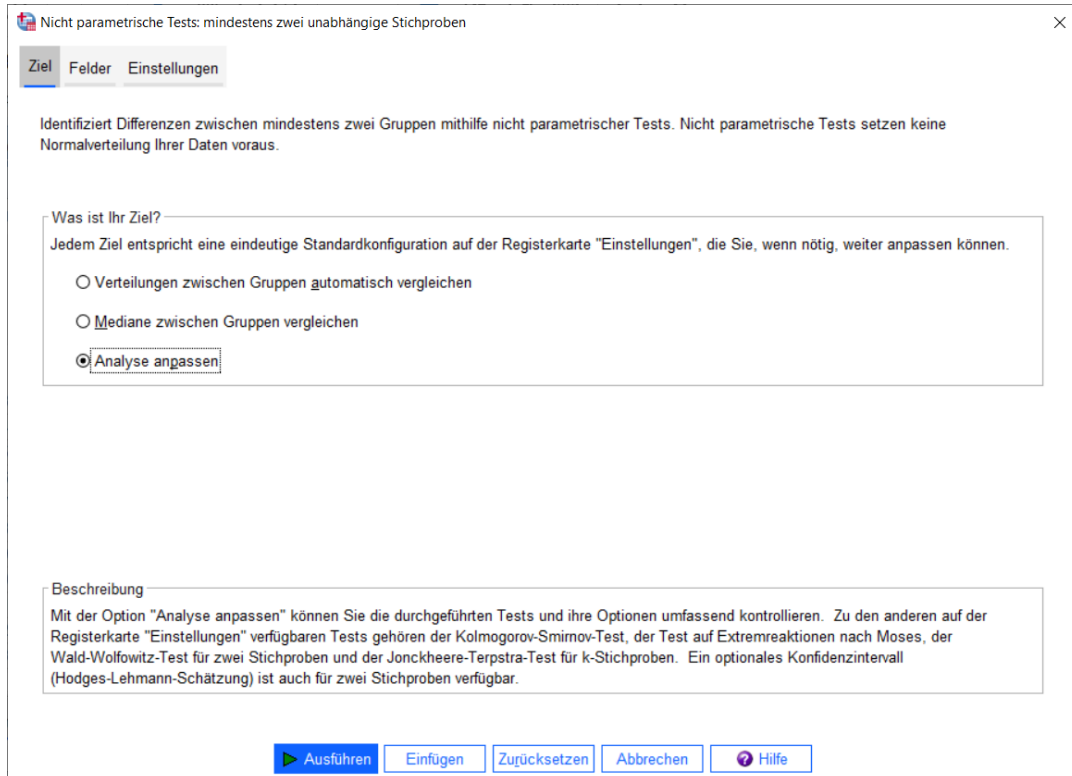 Nicht parametrische Tests: mindestens zwei unabhängige Stichproben
Ziel Felder Einstellungen
Identifiziert Differenzen zwischen mindestens zwei Gruppen mithilfe nicht parametrischer Tests. Nicht parametrische Tests setzen keine
Normalverteilung Ihrer Daten voraus.
Was ist Ihr Ziel?
Jedem Ziel entspricht eine eindeutige Standardkonfiguration auf der Registerkarte "Einstellungen", die Sie, wenn nötig, weiter anpassen können.
Verteilungen zwischen Gruppen automatisch vergleichen
Mediane zwischen Gruppen vergleichen
Analyse anpassen
Beschreibung
Mit der Option "Analyse anpassen" können Sie die durchgeführten Tests und ihre Optionen umfassend kontrollieren. Zu den anderen auf der
Registerkarte "Einstellungen" verfügbaren Tests gehören der Kolmogorov-Smirnov-Test, der Test auf Extremreaktionen nach Moses, der
Wald-Wolfowitz-Test für zwei Stichproben und der Jonckheere-Terpstra-Test für k-Stichproben. Ein optionales Konfidenzintervall
(Hodges-Lehmann-Schätzung) ist auch für zwei Stichproben verfügbar.
Ausführen Einfügen Zurücksetzen Abbrechen Hilfe